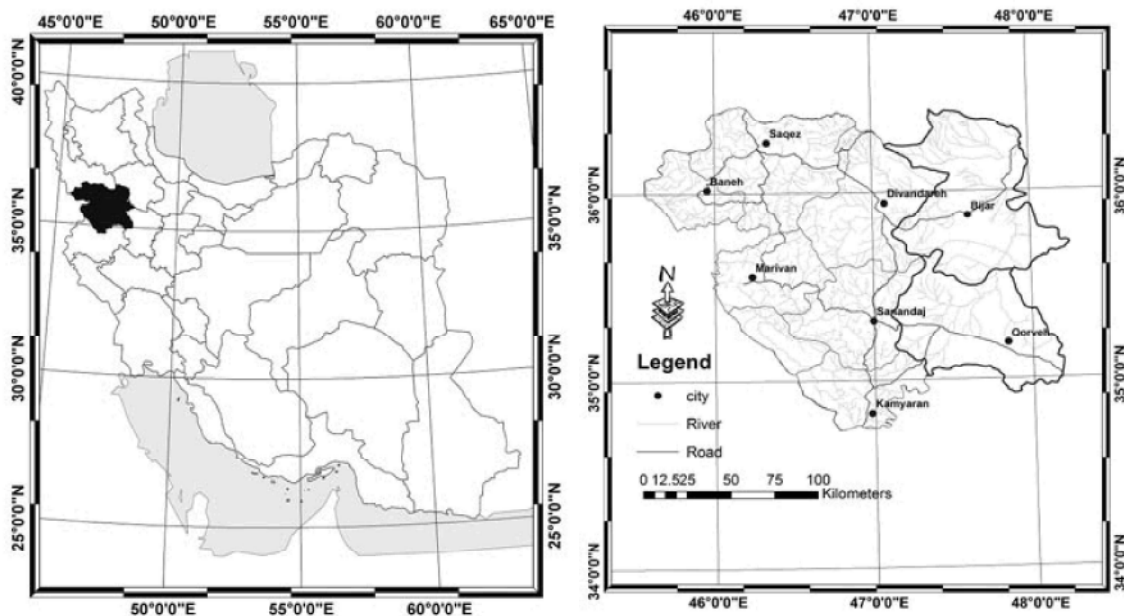 45°0'0"E 50°0'0"E 55°0'0"E 60°0'0"E 65°0'0"E
40°0'0"N
35°0'0"N
30°0'0"N
25°0'0"N
40°0'0"N
35°0'0"N
30°0'0"N
25°0'0"N
50°0'0"E 55°0'0"E 60°0'0"E
46°0'0"E 47°0'0"E 48°0'0"E
36°0'0"N
35°0'0"N
34°0'0"N
Saqez
Baneh
Divandareh
Bijar
Marivan
Sanandaj
Qorveh
Kamyaran
N
Legend
city
River
Road
0 12.525 50 75 100
Kilometers
36°0'0"N
35°0'0"N
34°0'0"N
46°0'0"E 47°0'0"E 48°0'0"E